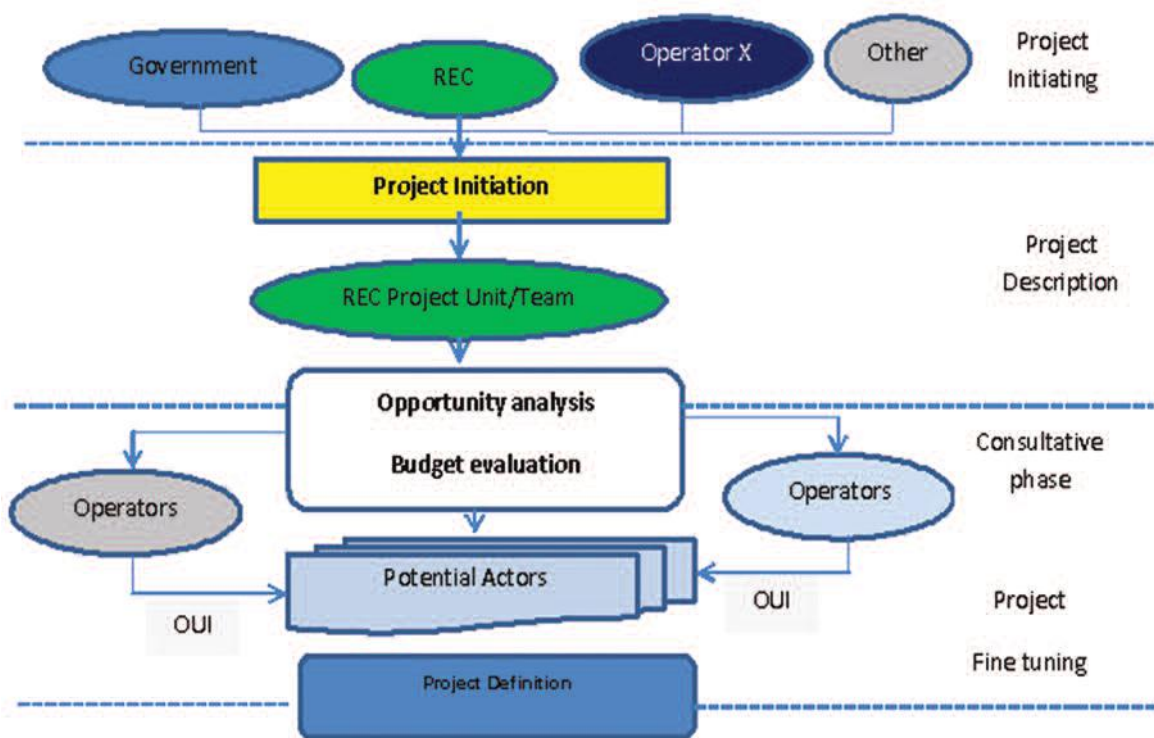 Government
REC
Operator X
Other
Project
Initiating
Project Initiation
REC Project Unit/Team
Project
Description
Opportunity analysis
Budget evaluation
Consultative
phase
Operators
Operators
Potential Actors
OUI
OUI
Project
Fine tuning
Project Definition